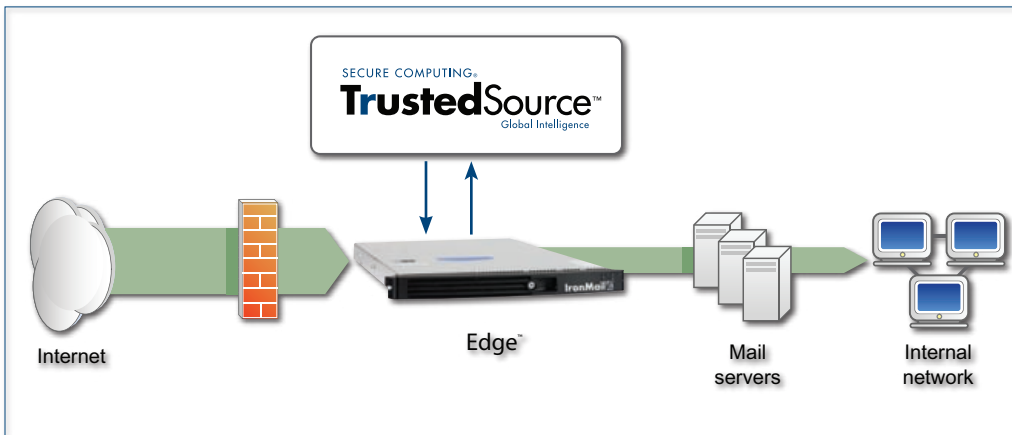 SECURE COMPUTING®
TrustedSource™
Global Intelligence
IronMail
Edge™
Internet
Mail
servers
Internal
network